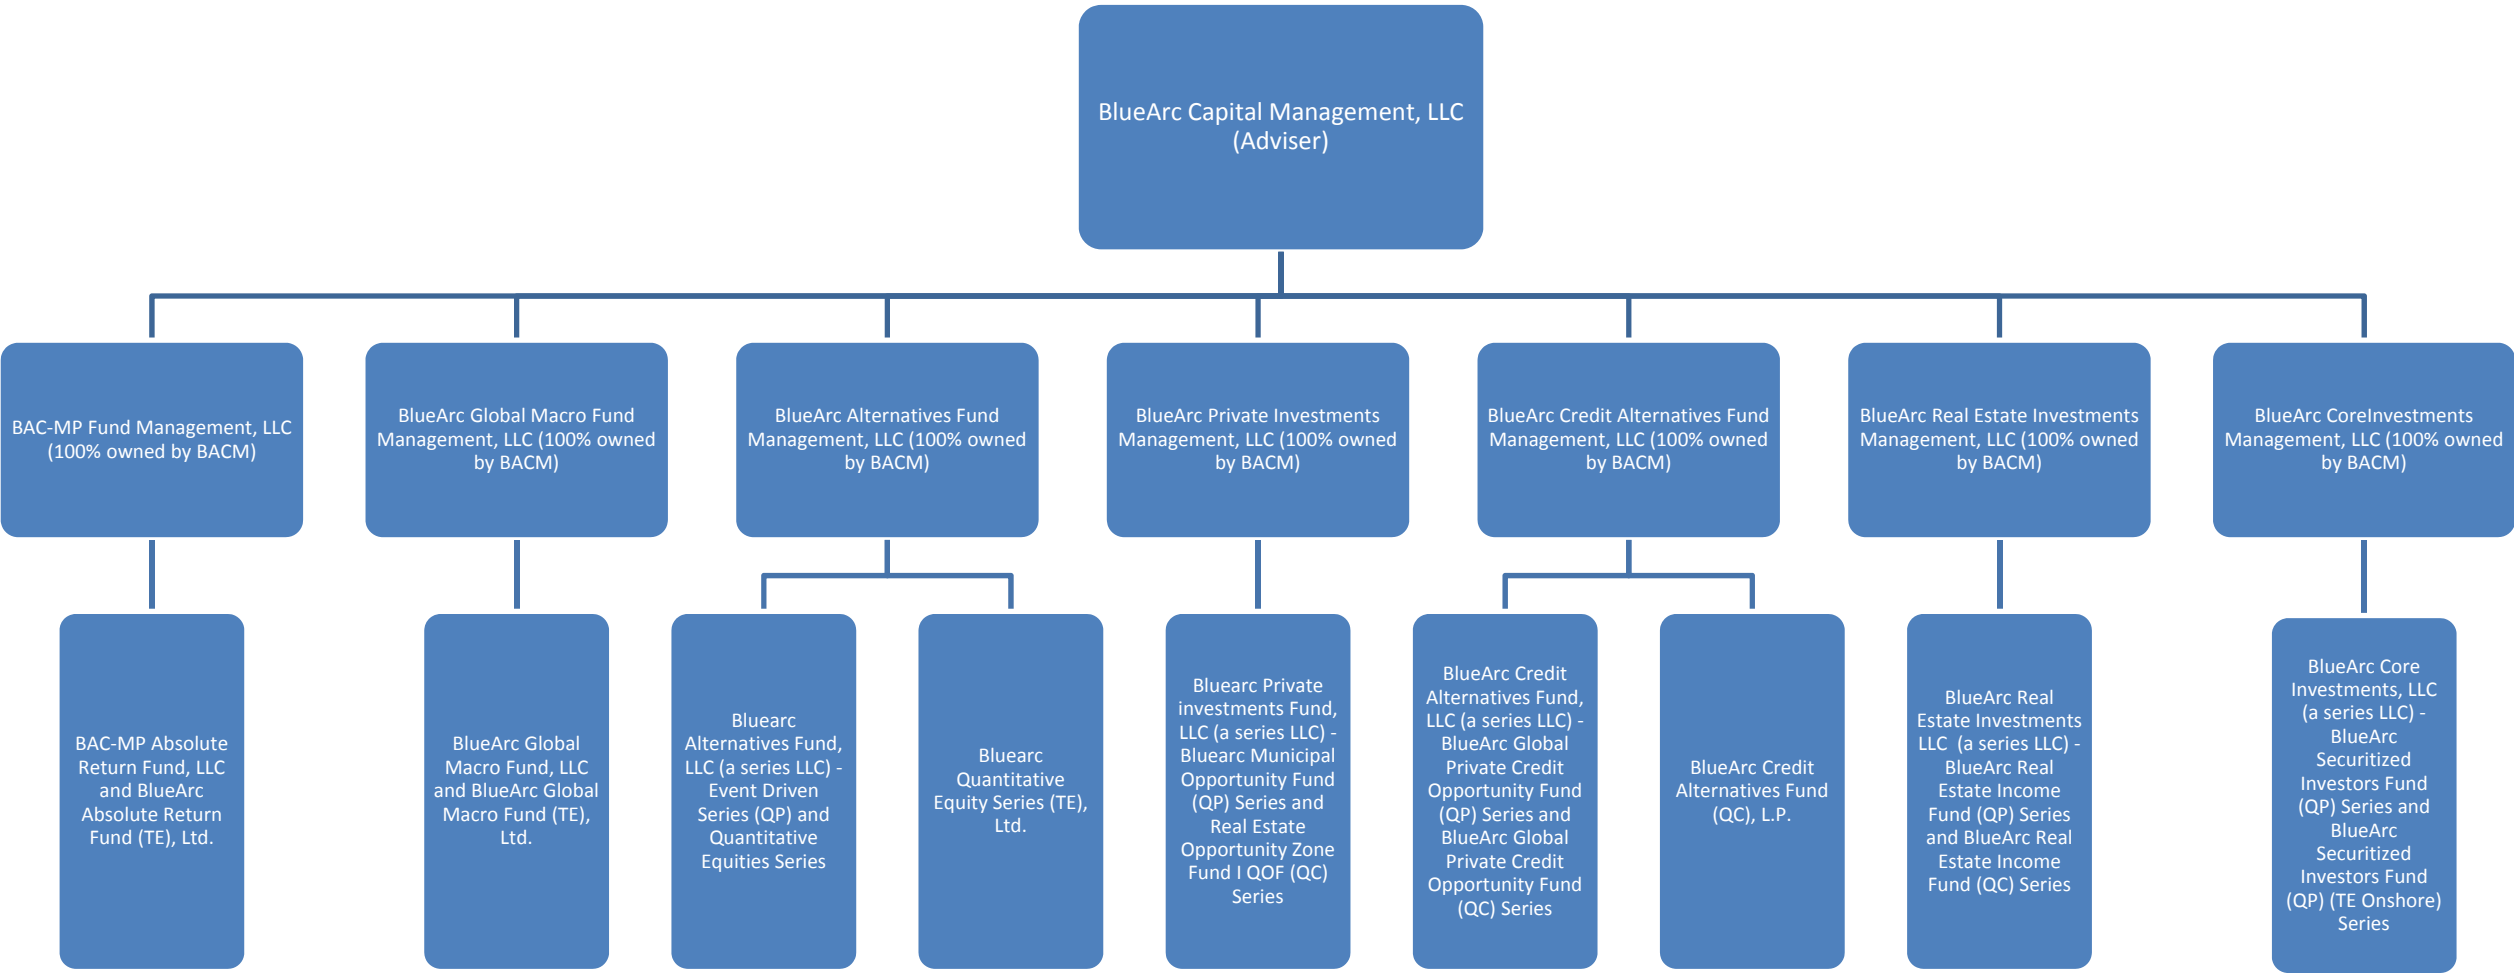 BlueArc Capital Management, LLC
(Adviser)
BAC-MP Fund Management, LLC
(100% owned by BACM)
BlueArc Global Macro Fund
Management, LLC (100% owned
by BACM)
BlueArc Alternatives Fund
Management, LLC (100% owned
by BACM)
BlueArc Private Investments
Management, LLC (100% owned
by BACM)
BlueArc Credit Alternatives Fund
Management, LLC (100% owned
by BACM)
BlueArc Real Estate Investments
Management, LLC (100% owned
by BACM)
BlueArc CoreInvestments
Management, LLC (100% owned
by BACM)
BAC-MP Absolute
Return Fund, LLC
and BlueArc
Absolute Return
Fund (TE), Ltd.
BlueArc Global
Macro Fund, LLC
and BlueArc Global
Macro Fund (TE),
Ltd.
Bluearc
Alternatives Fund,
LLC (a series LLC) -
Event Driven
Series (QP) and
Quantitative
Equities Series
Bluearc
Quantitative
Equity Series (TE),
Ltd.
Bluearc Private
investments Fund,
LLC (a series LLC) -
Bluearc Municipal
Opportunity Fund
(QP) Series and
Real Estate
Opportunity Zone
Fund I QOF (QC)
Series
BlueArc Credit
Alternatives Fund,
LLC (a series LLC) -
BlueArc Global
Private Credit
Opportunity Fund
(QP) Series and
BlueArc Global
Private Credit
Opportunity Fund
(QC) Series
BlueArc Credit
Alternatives Fund
(QC), L.P.
BlueArc Real
Estate Investments
LLC  (a series LLC) -
BlueArc Real
Estate Income
Fund (QP) Series
and BlueArc Real
Estate Income
Fund (QC) Series
BlueArc Core
Investments, LLC
(a series LLC) -
BlueArc
Securitized
Investors Fund
(QP) Series and
BlueArc
Securitized
Investors Fund
(QP) (TE Onshore)
Series